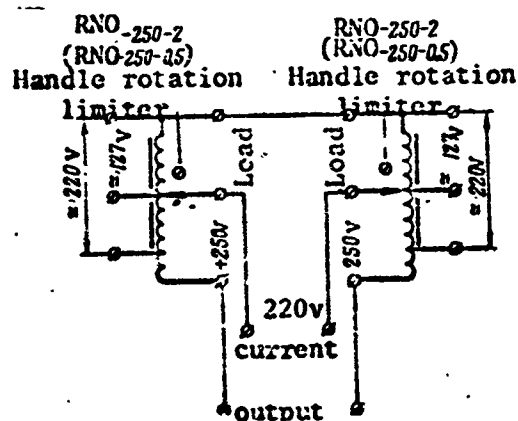 RNO-250-2
(RNO-250-0.5)
Handle rotation
limiter
RNO-250-2
(RNO-250-0.5)
Handle rotation
limiter
≈220V
≈127V
Load
+250V
Load
250V
≈127V
≈220V
220v
current
output